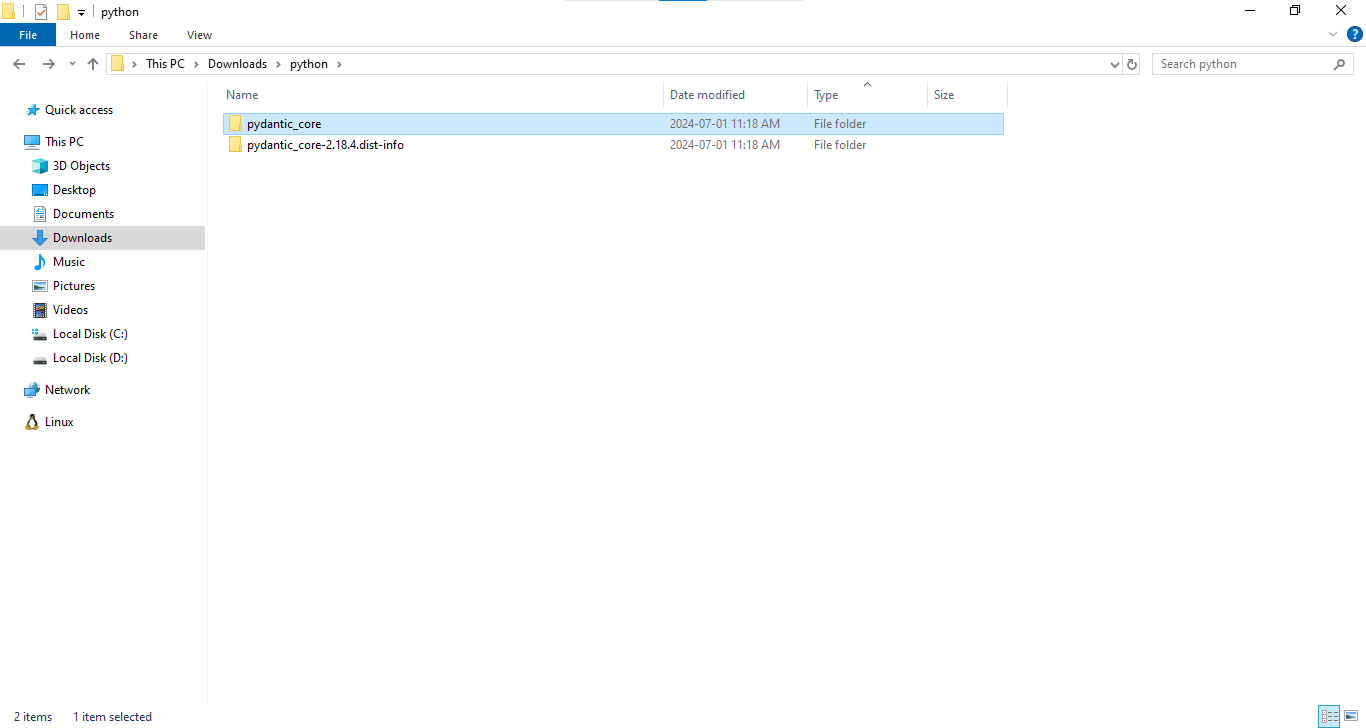 python
File Home Share View
This PC Downloads python
Search python
Name Date modified Type Size
Quick access
This PC
3D Objects
Desktop
Documents
Downloads
Music
Pictures
Videos
Local Disk (C:)
Local Disk (D:)
Network
Linux
pydantic_core 2024-07-01 11:18 AM File folder
pydantic_core-2.18.4.dist-info 2024-07-01 11:18 AM File folder
2 items 1 item selected